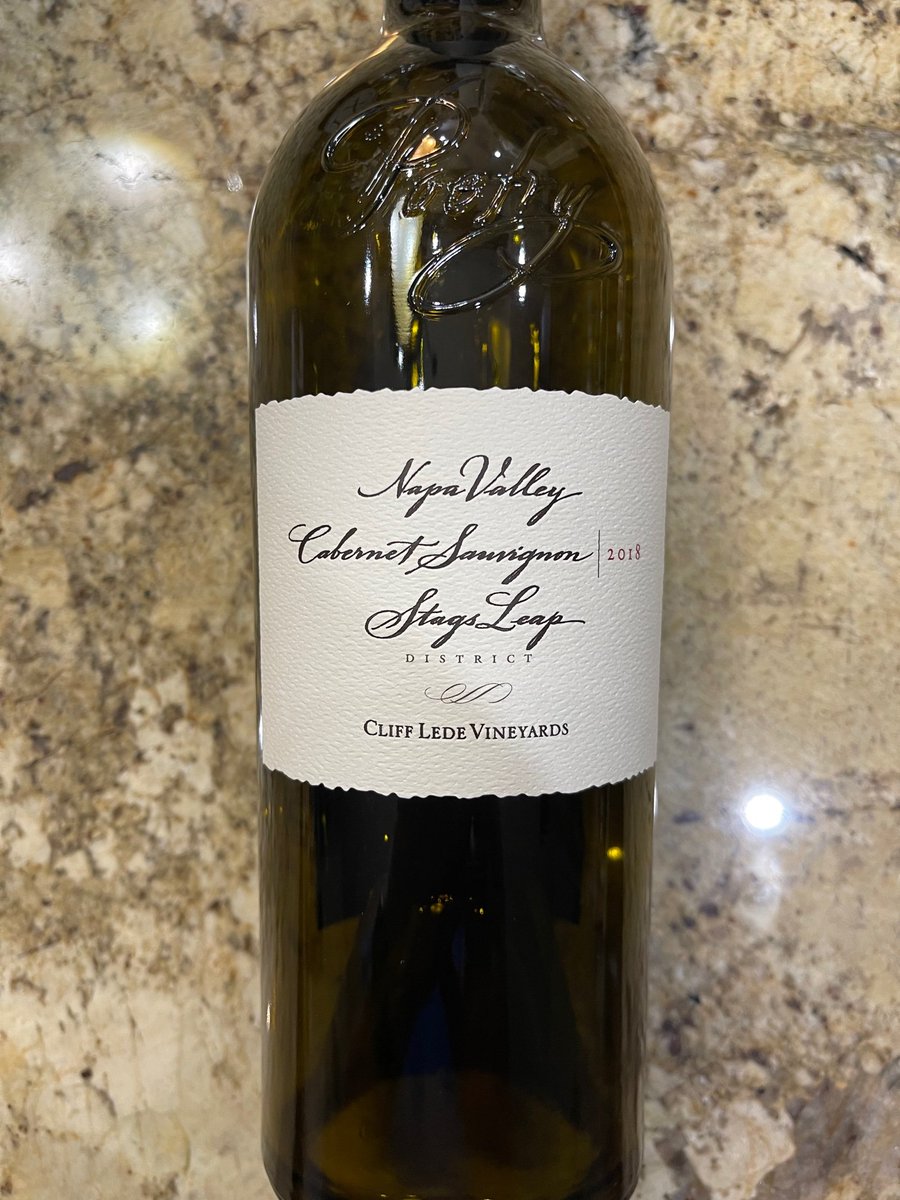 Poetry
Napa Valley
Cabernet Sauvignon | 2018
Stags Leap
DISTRICT
CLIFF LEDE VINEYARDS